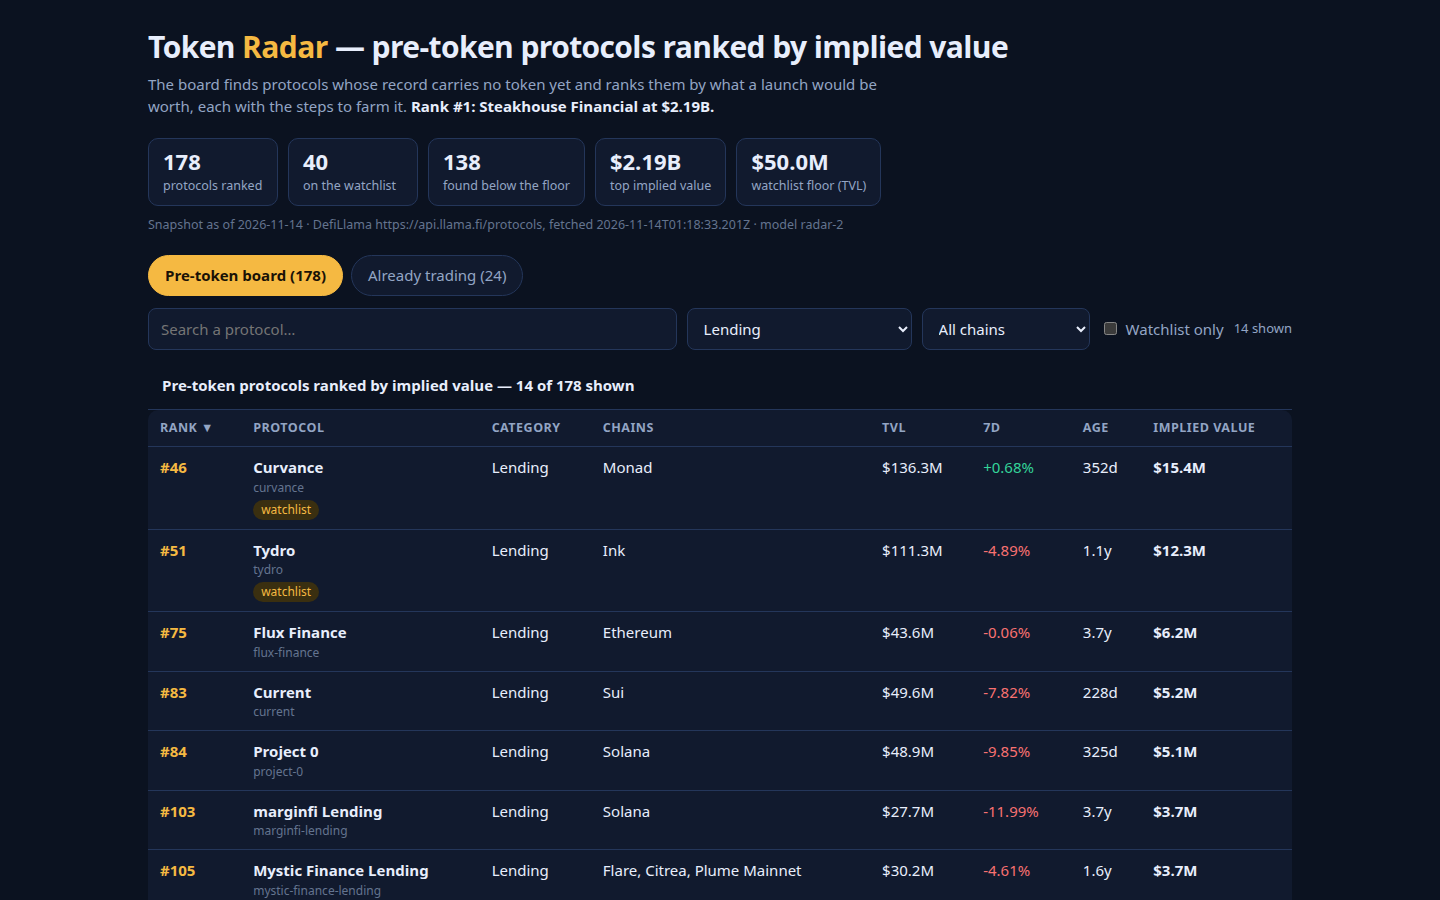 Token Radar — pre-token protocols ranked by implied value
The board finds protocols whose record carries no token yet and ranks them by what a launch would be
worth, each with the steps to farm it. Rank #1: Steakhouse Financial at $2.19B.
178 40 138 $2.19B $50.0M
protocols ranked on the watchlist found below the floor top implied value watchlist floor (TVL)
Snapshot as of 2026-11-14 · DefiLlama https://api.llama.fi/protocols, fetched 2026-11-14T01:18:33.201Z · model radar-2
Pre-token board (178) Already trading (24)
Search a protocol... Lending All chains Watchlist only 14 shown
Pre-token protocols ranked by implied value — 14 of 178 shown
RANK ▼ PROTOCOL CATEGORY CHAINS TVL 7D AGE IMPLIED VALUE
#46 Curvance Lending Monad $136.3M +0.68% 352d $15.4M
curvance
watchlist
#51 Tydro Lending Ink $111.3M -4.89% 1.1y $12.3M
tydro
watchlist
#75 Flux Finance Lending Ethereum $43.6M -0.06% 3.7y $6.2M
flux-finance
#83 Current Lending Sui $49.6M -7.82% 228d $5.2M
current
#84 Project 0 Lending Solana $48.9M -9.85% 325d $5.1M
project-0
#103 marginfi Lending Lending Solana $27.7M -11.99% 3.7y $3.7M
marginfi-lending
#105 Mystic Finance Lending Lending Flare, Citrea, Plume Mainnet $30.2M -4.61% 1.6y $3.7M
mystic-finance-lending